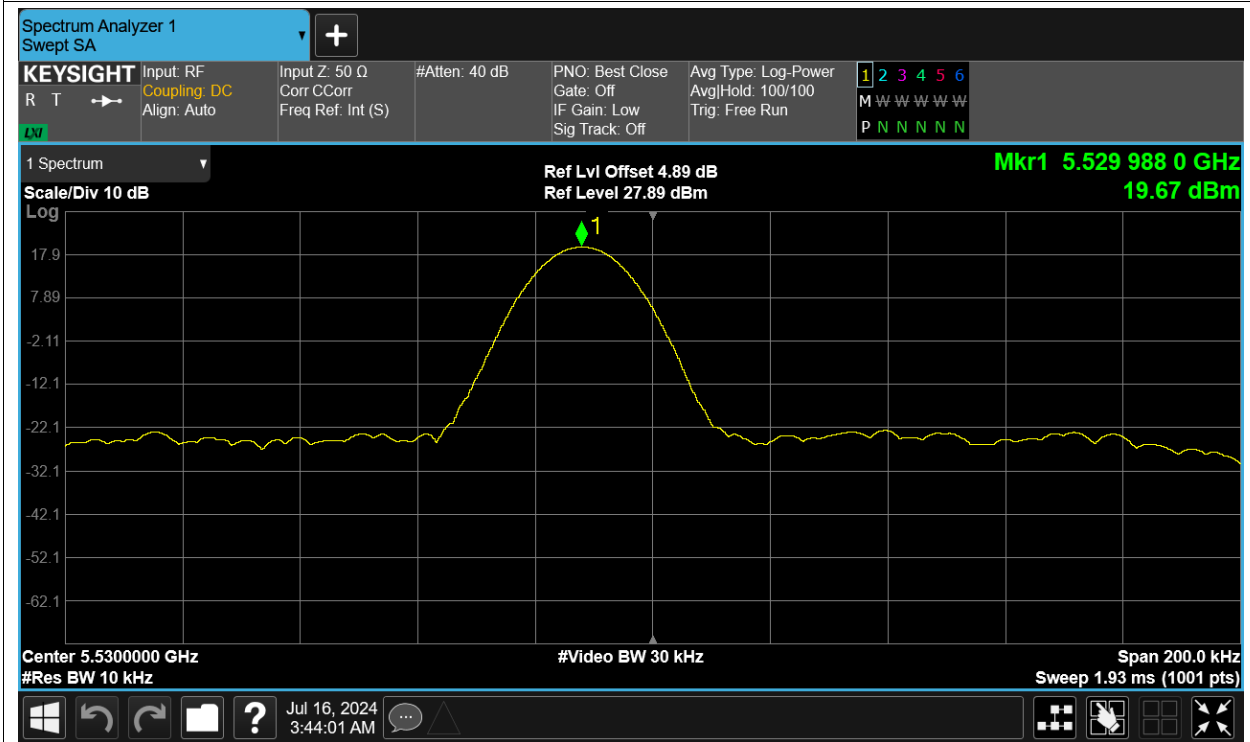 Spectrum Analyzer 1
Swept SA
+
KEYSIGHT
R T
LXI
Input: RF
Coupling: DC
Align: Auto
Input Z: 50 Ω
Corr CCorr
Freq Ref: Int (S)
#Atten: 40 dB
PNO: Best Close
Gate: Off
IF Gain: Low
Sig Track: Off
Avg Type: Log-Power
Avg|Hold: 100/100
Trig: Free Run
1 2 3 4 5 6
M W W W W W
P N N N N N
1 Spectrum
Scale/Div 10 dB
Log
Ref Lvl Offset 4.89 dB
Ref Level 27.89 dBm
Mkr1 5.529 988 0 GHz
19.67 dBm
1
17.9
7.89
-2.11
-12.1
-22.1
-32.1
-42.1
-52.1
-62.1
Center 5.5300000 GHz
#Res BW 10 kHz
#Video BW 30 kHz
Span 200.0 kHz
Sweep 1.93 ms (1001 pts)
?
Jul 16, 2024
3:44:01 AM